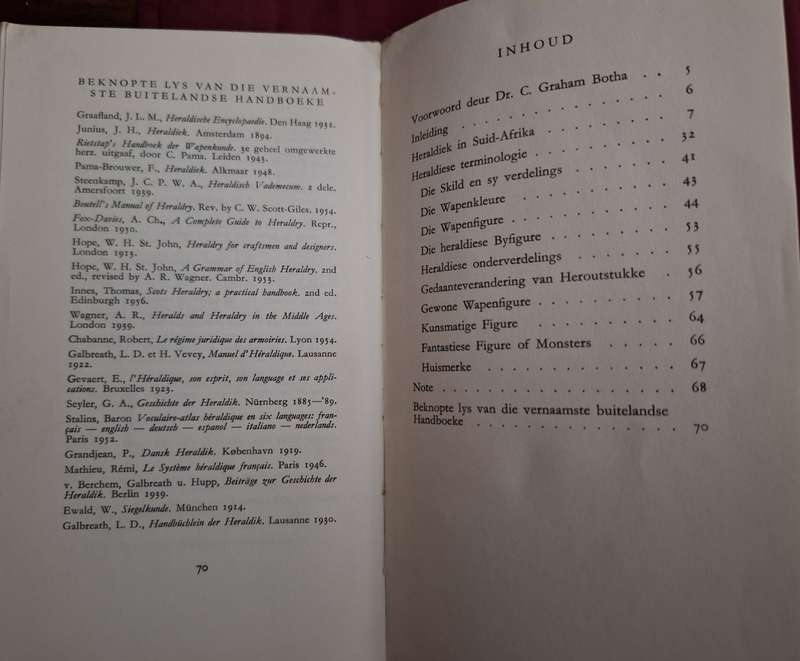 BEKNOPTE LYS VAN DIE VERNAAM-
STE BUITELANDSE HANDBOEKE
Graafland, J. L. M., Heraldische Encyclopaedie. Den Haag 1932.
Junius, J. H., Heraldiek. Amsterdam 1894.
Rietstap's Handboek der Wapenkunde. 3e geheel omgewerkte
herz. uitgaaf, door C. Pama. Leiden 1943.
Pama-Brouwer, F., Heraldiek. Alkmaar 1948.
Steenkamp, J. C. P. W. A., Heraldisch Vademecum. 2 dele.
Amersfoort 1939.
Boutell's Manual of Heraldry. Rev. by C. W. Scott-Giles. 1954.
Fox-Davies, A. Ch., A Complete Guide to Heraldry. Repr.,
London 1950.
Hope, W. H. St. John, Heraldry for craftsmen and designers.
London 1913.
Hope, W. H. St. John, A Grammar of English Heraldry. 2nd
ed., revised by A. R. Wagner. Cambr. 1953.
Innes, Thomas, Scots Heraldry; a practical handbook. 2nd ed.
Edinburgh 1956.
Wagner, A. R., Heralds and Heraldry in the Middle Ages.
London 1939.
Chabanne, Robert, Le régime juridique des armoiries. Lyon 1954.
Galbreath, L. D. et H. Vevey, Manuel d'Héraldique. Lausanne
1922.
Gevaert, E., l'Héraldique, son esprit, son language et ses appli-
cations. Bruxelles 1923.
Seyler, G. A., Geschichte der Heraldik. Nürnberg 1885—'89.
Stalins, Baron Voculaire-atlas héraldique en six languages: fran-
çais — english — deutsch — espanol — italiano — nederlands.
Paris 1952.
Grandjean, P., Dansk Heraldik. København 1919.
Mathieu, Rémi, Le Système héraldique français. Paris 1946.
v. Berchem, Galbreath u. Hupp, Beiträge zur Geschichte der
Heraldik. Berlin 1939.
Ewald, W., Siegelkunde. München 1914.
Galbreath, L. D., Handbüchlein der Heraldik. Lausanne 1930.
70
INHOUD
Voorwoord deur Dr. C. Graham Botha . . 5
Inleiding . . . . . . . . . . . . . 6
Heraldiek in Suid-Afrika . . . . . . . . 7
Heraldiese terminologie . . . . . . . . 32
Die Skild en sy verdelings . . . . . . . 41
Die Wapenkleure . . . . . . . . . 43
Die Wapenfigure . . . . . . . . . 44
Die heraldiese Byfigure . . . . . . . . 53
Heraldiese onderverdelings . . . . . . 55
Gedaanteverandering van Heroutstukke . 56
Gewone Wapenfigure . . . . . . . . . 57
Kunsmatige Figure . . . . . . . . . 64
Fantastiese Figure of Monsters . . . . . 66
Huismerke . . . . . . . . . . . . . 67
Note . . . . . . . . . . . . . . . 68
Beknopte lys van die vernaamste buitelandse
Handboeke . . . . . . . . . . . . . 70